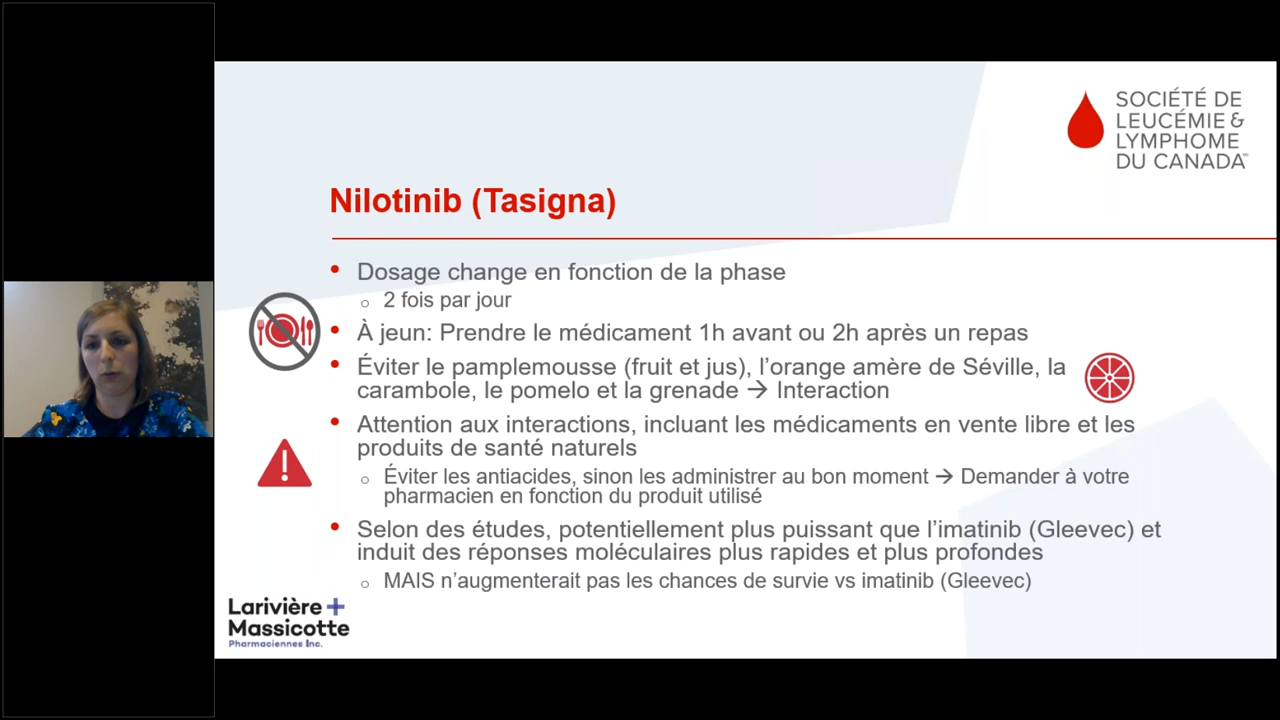 SOCIÉTÉ DE
LEUCÉMIE &
LYMPHOME
DU CANADA
Nilotinib (Tasigna)
• Dosage change en fonction de la phase
o 2 fois par jour
• À jeun: Prendre le médicament 1h avant ou 2h après un repas
• Éviter le pamplemousse (fruit et jus), l’orange amère de Séville, la
carambole, le pomelo et la grenade → Interaction
• Attention aux interactions, incluant les médicaments en vente libre et les
produits de santé naturels
o Éviter les antiacides, sinon les administrer au bon moment → Demander à votre
pharmacien en fonction du produit utilisé
• Selon des études, potentiellement plus puissant que l’imatinib (Gleevec) et
induit des réponses moléculaires plus rapides et plus profondes
o MAIS n’augmenterait pas les chances de survie vs imatinib (Gleevec)
Larivière +
Massicotte
Pharmaciennes Inc.